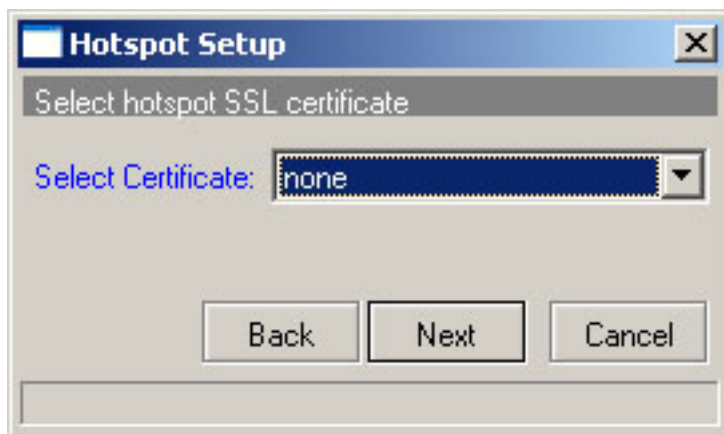 Hotspot Setup
Select hotspot SSL certificate
Select Certificate: none
Back Next Cancel